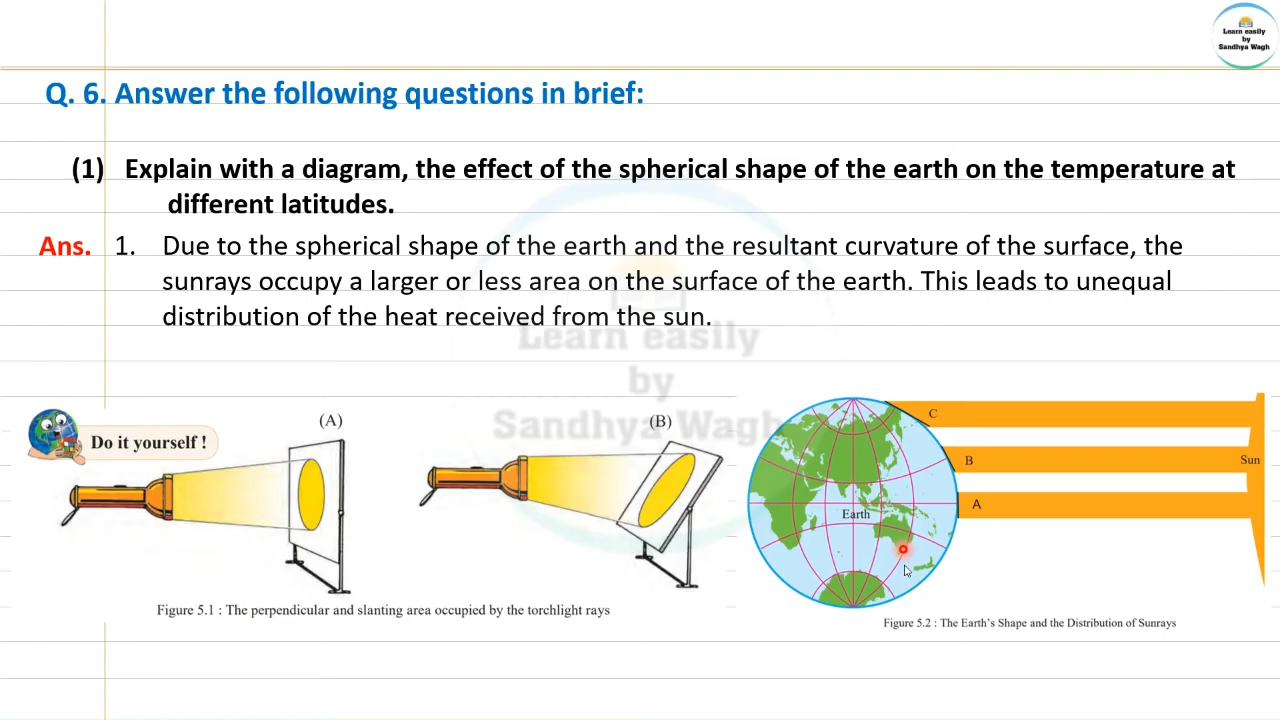 Learn easily
by
Sandhya Wagh
Q. 6. Answer the following questions in brief:
(1) Explain with a diagram, the effect of the spherical shape of the earth on the temperature at
different latitudes.
Ans. 1. Due to the spherical shape of the earth and the resultant curvature of the surface, the
sunrays occupy a larger or less area on the surface of the earth. This leads to unequal
distribution of the heat received from the sun.
Learn easily
by
Sandhya Wagh
Do it yourself !
(A)
(B)
Figure 5.1 : The perpendicular and slanting area occupied by the torchlight rays
C
B
Sun
A
Earth
Figure 5.2 : The Earth's Shape and the Distribution of Sunrays